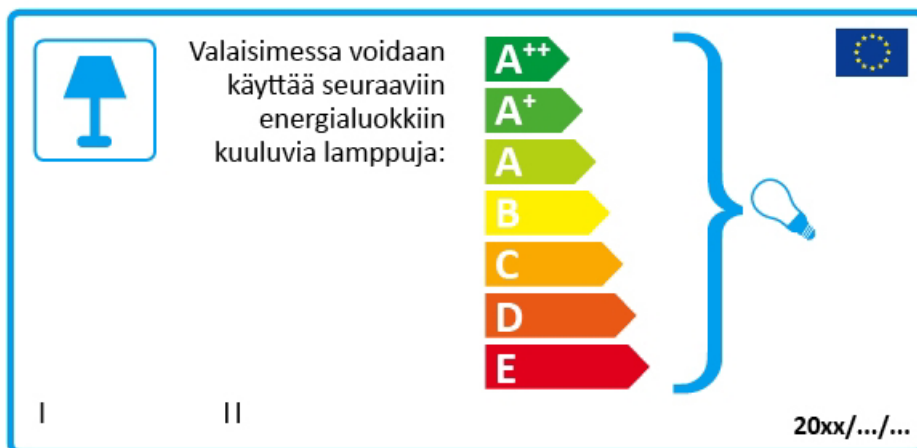 Valaisimessa voidaan
käyttää seuraaviin
energialuokkiin
kuuluvia lamppuja:
A++
A+
A
B
C
D
E
I
II
20xx/.../...